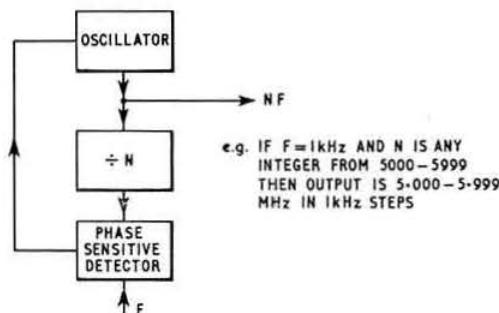 OSCILLATOR
NF
÷ N
e.g. IF F=1kHz AND N IS ANY
INTEGER FROM 5000-5999
THEN OUTPUT IS 5·000-5·999
MHz IN 1kHz STEPS
PHASE
SENSITIVE
DETECTOR
F